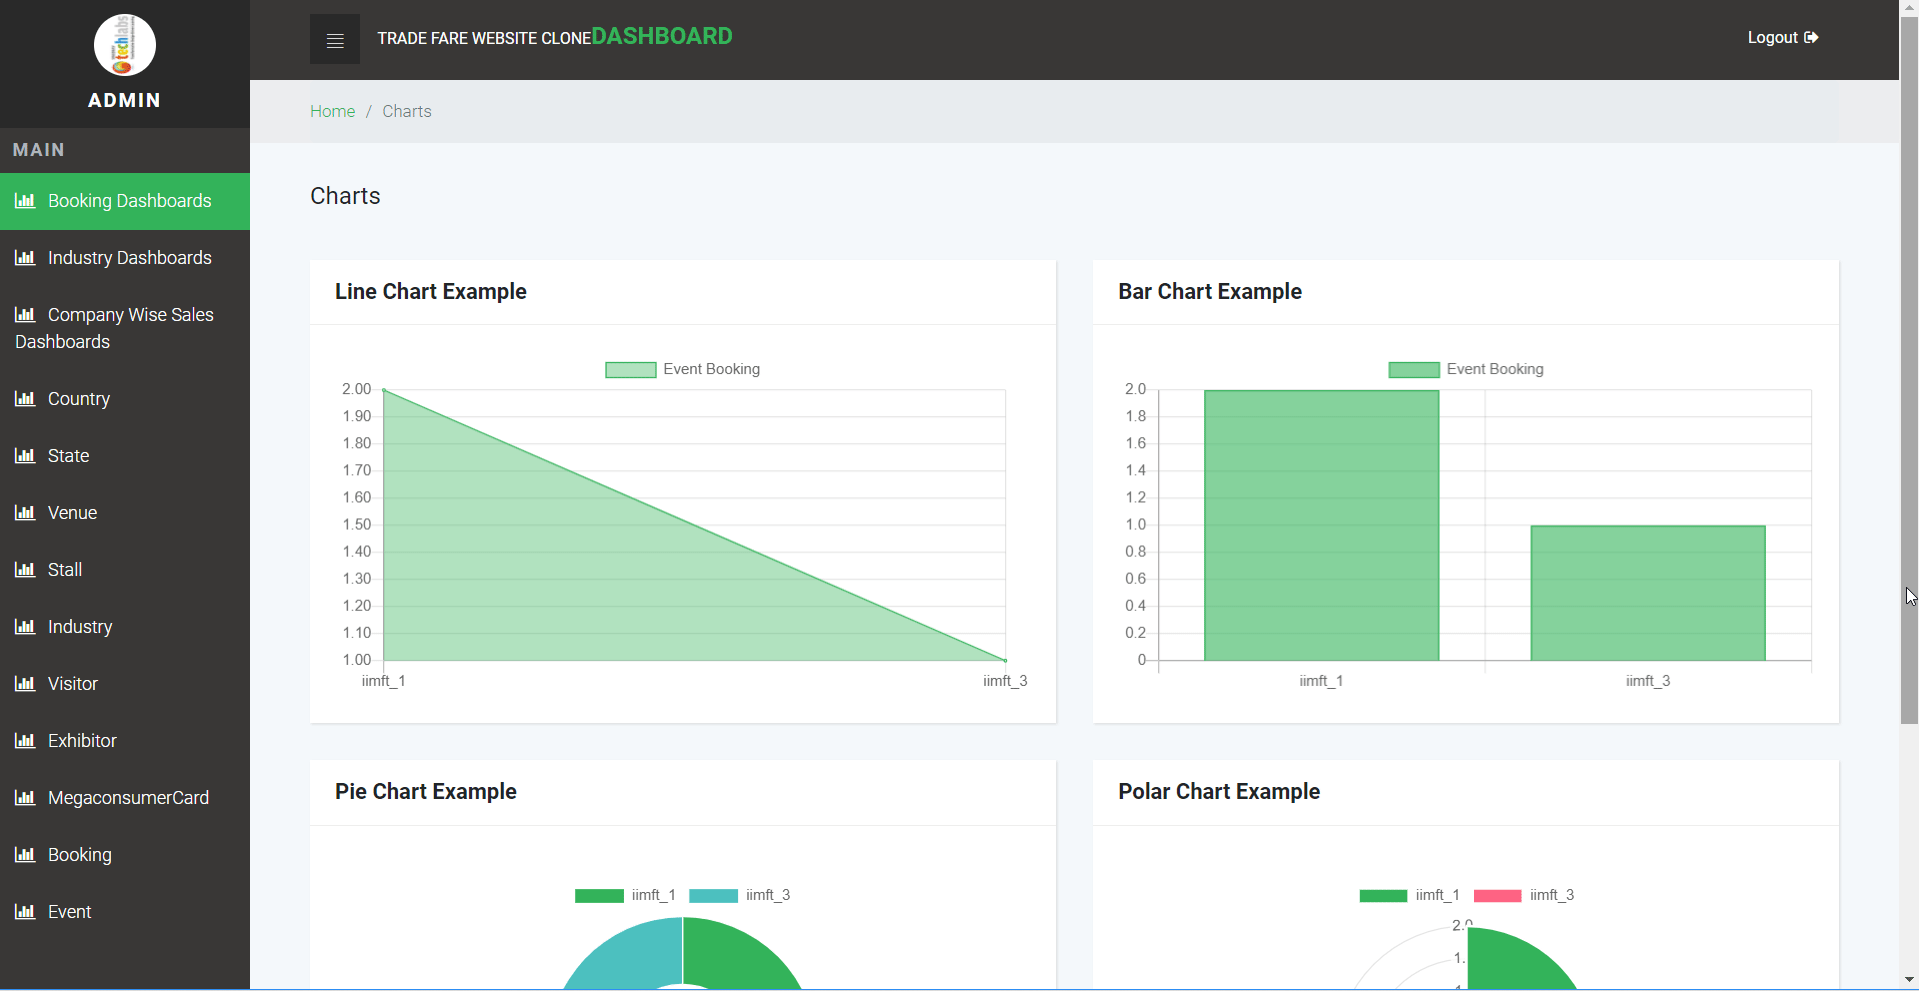 techlabs
ADMIN
MAIN
Booking Dashboards
Industry Dashboards
Company Wise Sales
Dashboards
Country
State
Venue
Stall
Industry
Visitor
Exhibitor
MegaconsumerCard
Booking
Event
TRADE FARE WEBSITE CLONEDASHBOARD
Logout
Home / Charts
Charts
Line Chart Example
Event Booking
2.00
1.90
1.80
1.70
1.60
1.50
1.40
1.30
1.20
1.10
1.00
iimft_1 iimft_3
Bar Chart Example
Event Booking
2.0
1.8
1.6
1.4
1.2
1.0
0.8
0.6
0.4
0.2
0
iimft_1 iimft_3
Pie Chart Example
iimft_1 iimft_3
Polar Chart Example
iimft_1 iimft_3
2.0
1.